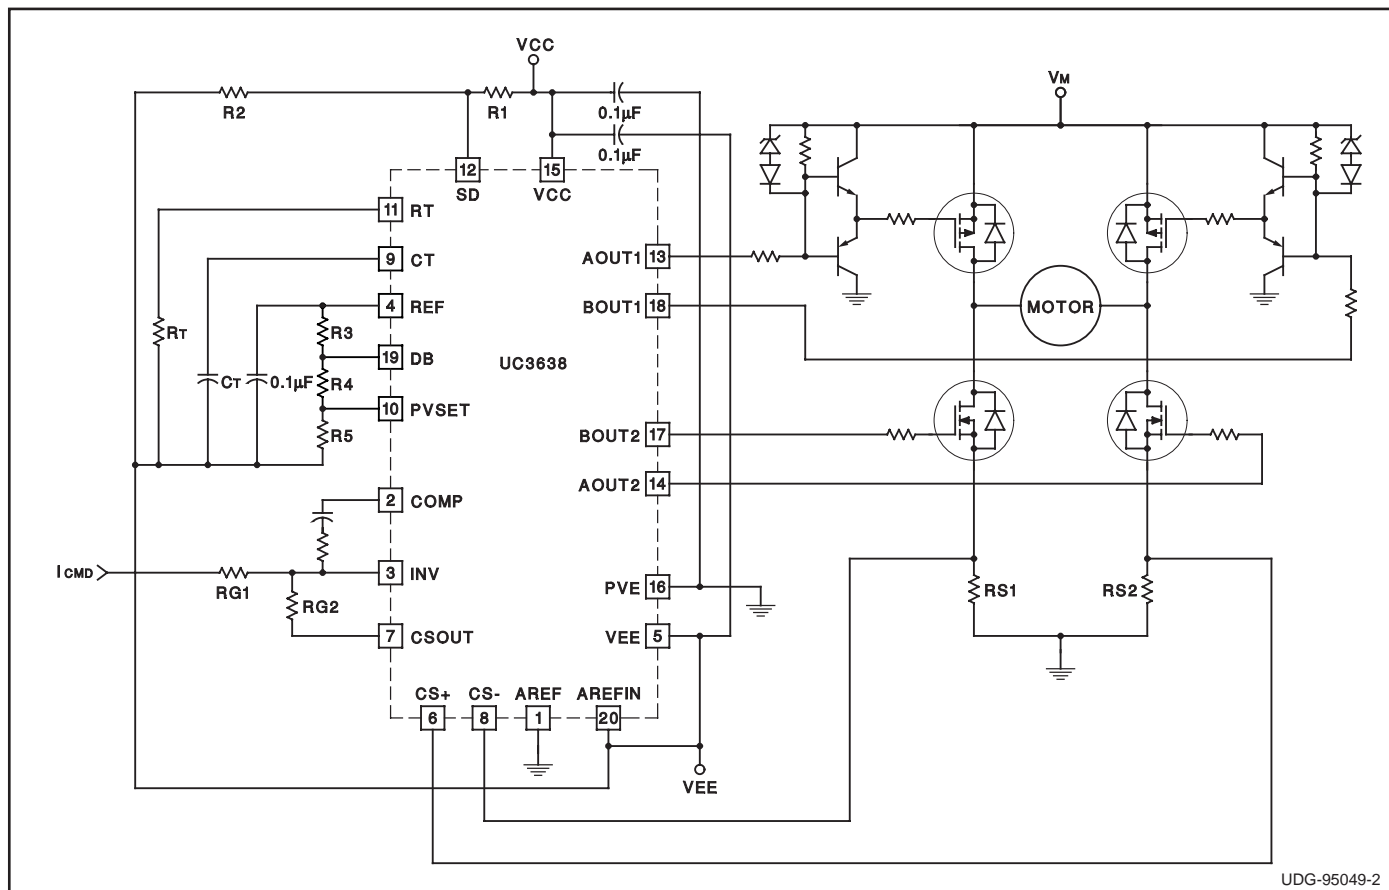 VCC
VM
R2
R1
0.1µF
0.1µF
12
15
SD
VCC
11 RT
9 CT
4 REF
19 DB
10 PVSET
2 COMP
3 INV
7 CSOUT
RT
CT
0.1µF
R3
R4
R5
UC3638
AOUT1 13
BOUT1 18
BOUT2 17
AOUT2 14
PVE 16
VEE 5
MOTOR
ICMD
RG1
RG2
RS1
RS2
CS+ CS- AREF AREFIN
6 8 1 20
VEE
UDG-95049-2